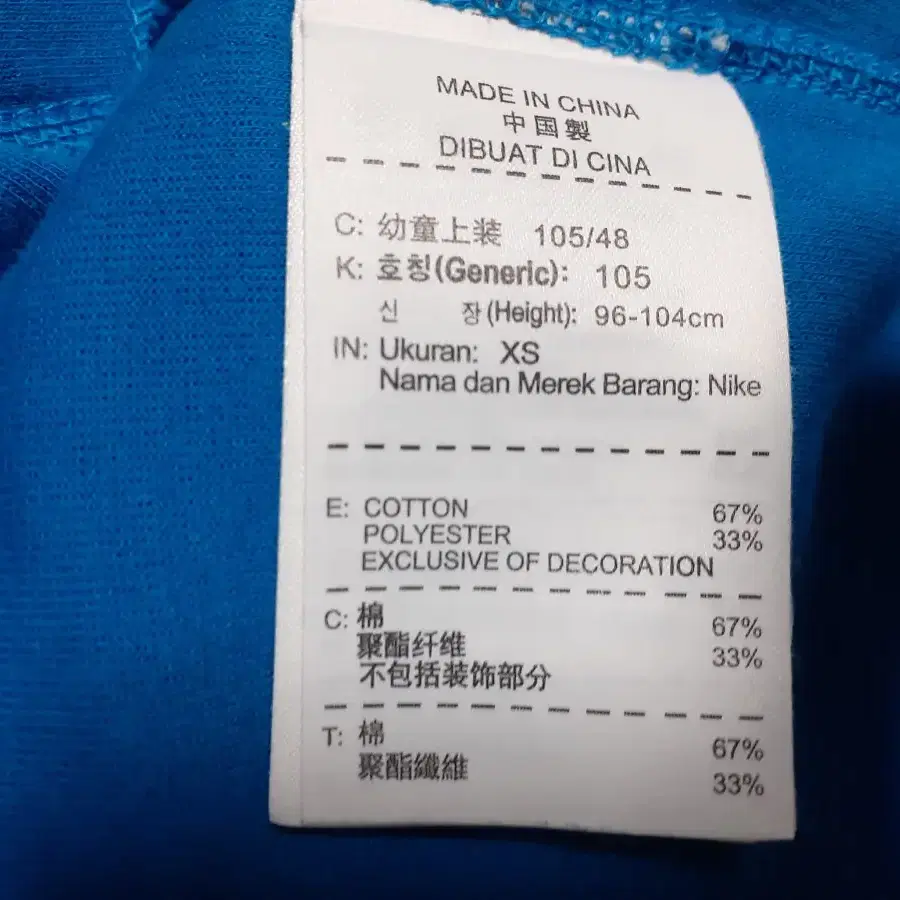 MADE IN CHINA
中国製
DIBUAT DI CINA
C: 幼童上装 105/48
K: 호칭(Generic): 105
신 장(Height): 96-104cm
IN: Ukuran: XS
Nama dan Merek Barang: Nike
E: COTTON 67%
POLYESTER 33%
EXCLUSIVE OF DECORATION
C: 棉 67%
聚酯纤维 33%
不包括装饰部分
T: 棉 67%
聚酯纖維 33%